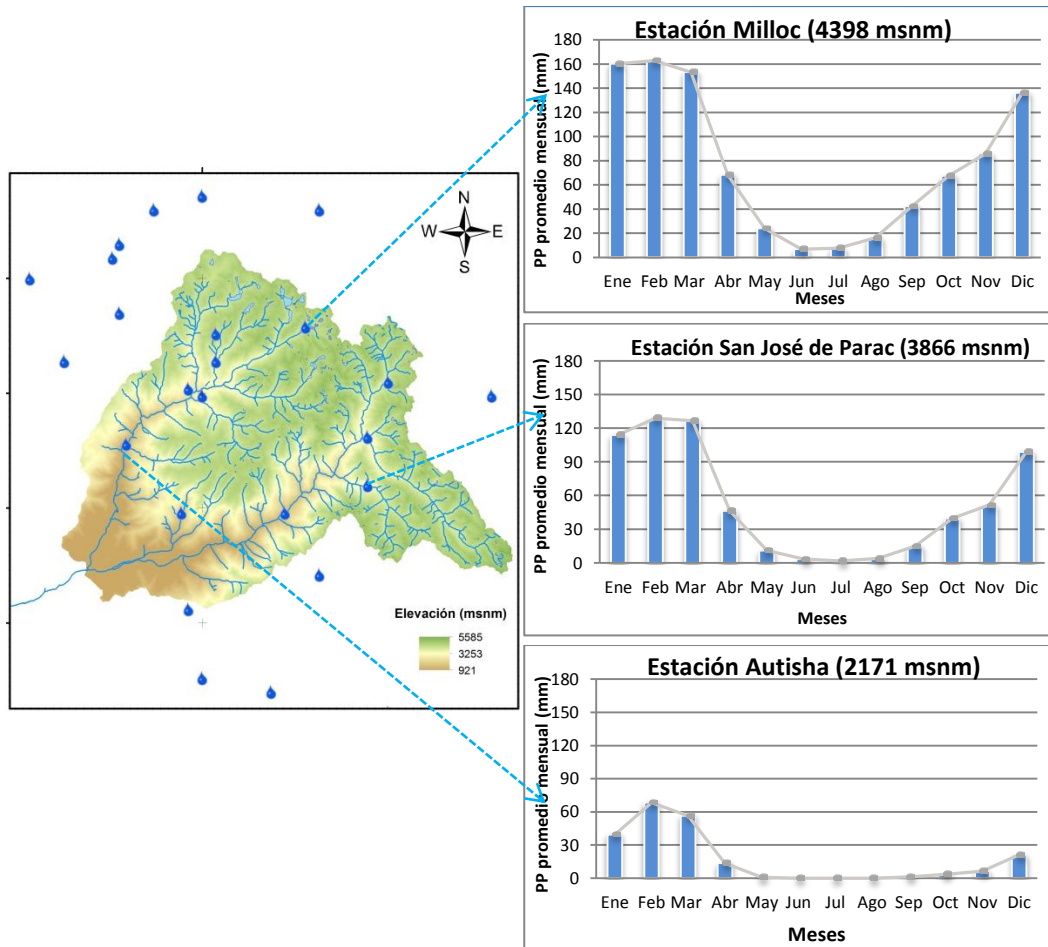 N
W E
S
Elevación (msnm)
5585
3253
921
Estación Milloc (4398 msnm)
PP promedio mensual (mm)
180
160
140
120
100
80
60
40
20
0
Ene Feb Mar Abr May Jun Jul Ago Sep Oct Nov Dic
Meses
Estación San José de Parac (3866 msnm)
PP promedio mensual (mm)
180
150
120
90
60
30
0
Ene Feb Mar Abr May Jun Jul Ago Sep Oct Nov Dic
Meses
Estación Autisha (2171 msnm)
PP promedio mensual (mm)
180
150
120
90
60
30
0
Ene Feb Mar Abr May Jun Jul Ago Sep Oct Nov Dic
Meses